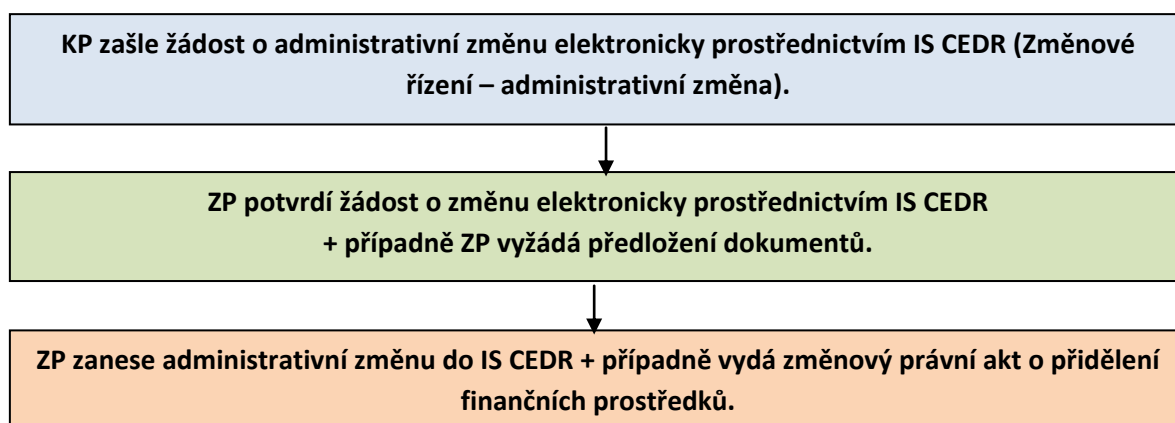 KP zašle žádost o administrativní změnu elektronicky prostřednictvím IS CEDR (Změnové
řízení – administrativní změna).
ZP potvrdí žádost o změnu elektronicky prostřednictvím IS CEDR
+ případně ZP vyžádá předložení dokumentů.
ZP zanese administrativní změnu do IS CEDR + případně vydá změnový právní akt o přidělení
finančních prostředků.